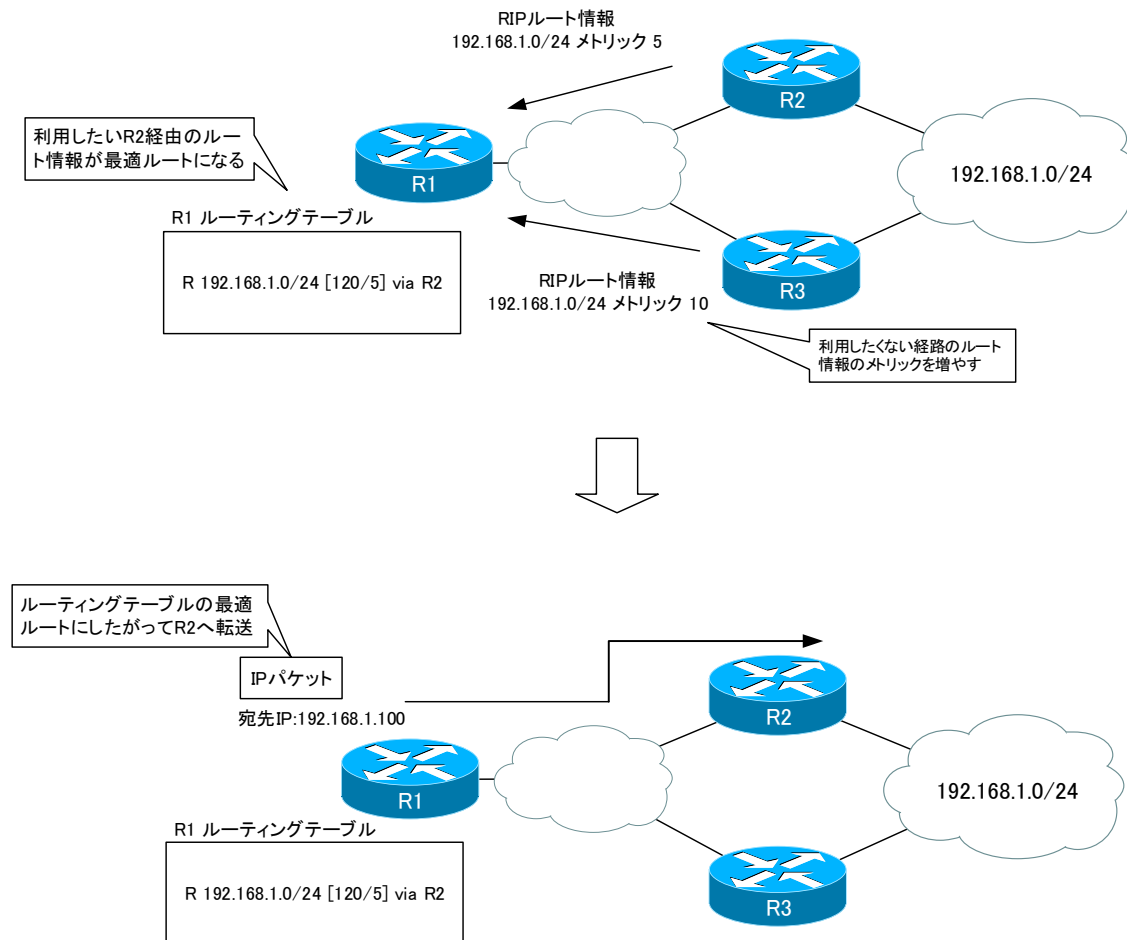 RIPルート情報
192.168.1.0/24 メトリック 5
R2
利用したいR2経由のルー
ト情報が最適ルートになる
R1
192.168.1.0/24
R1 ルーティングテーブル
R 192.168.1.0/24 [120/5] via R2
RIPルート情報
192.168.1.0/24 メトリック 10
R3
利用したくない経路のルート
情報のメトリックを増やす
ルーティングテーブルの最適
ルートにしたがってR2へ転送
IPパケット
宛先IP:192.168.1.100
R2
R1
192.168.1.0/24
R1 ルーティングテーブル
R 192.168.1.0/24 [120/5] via R2
R3